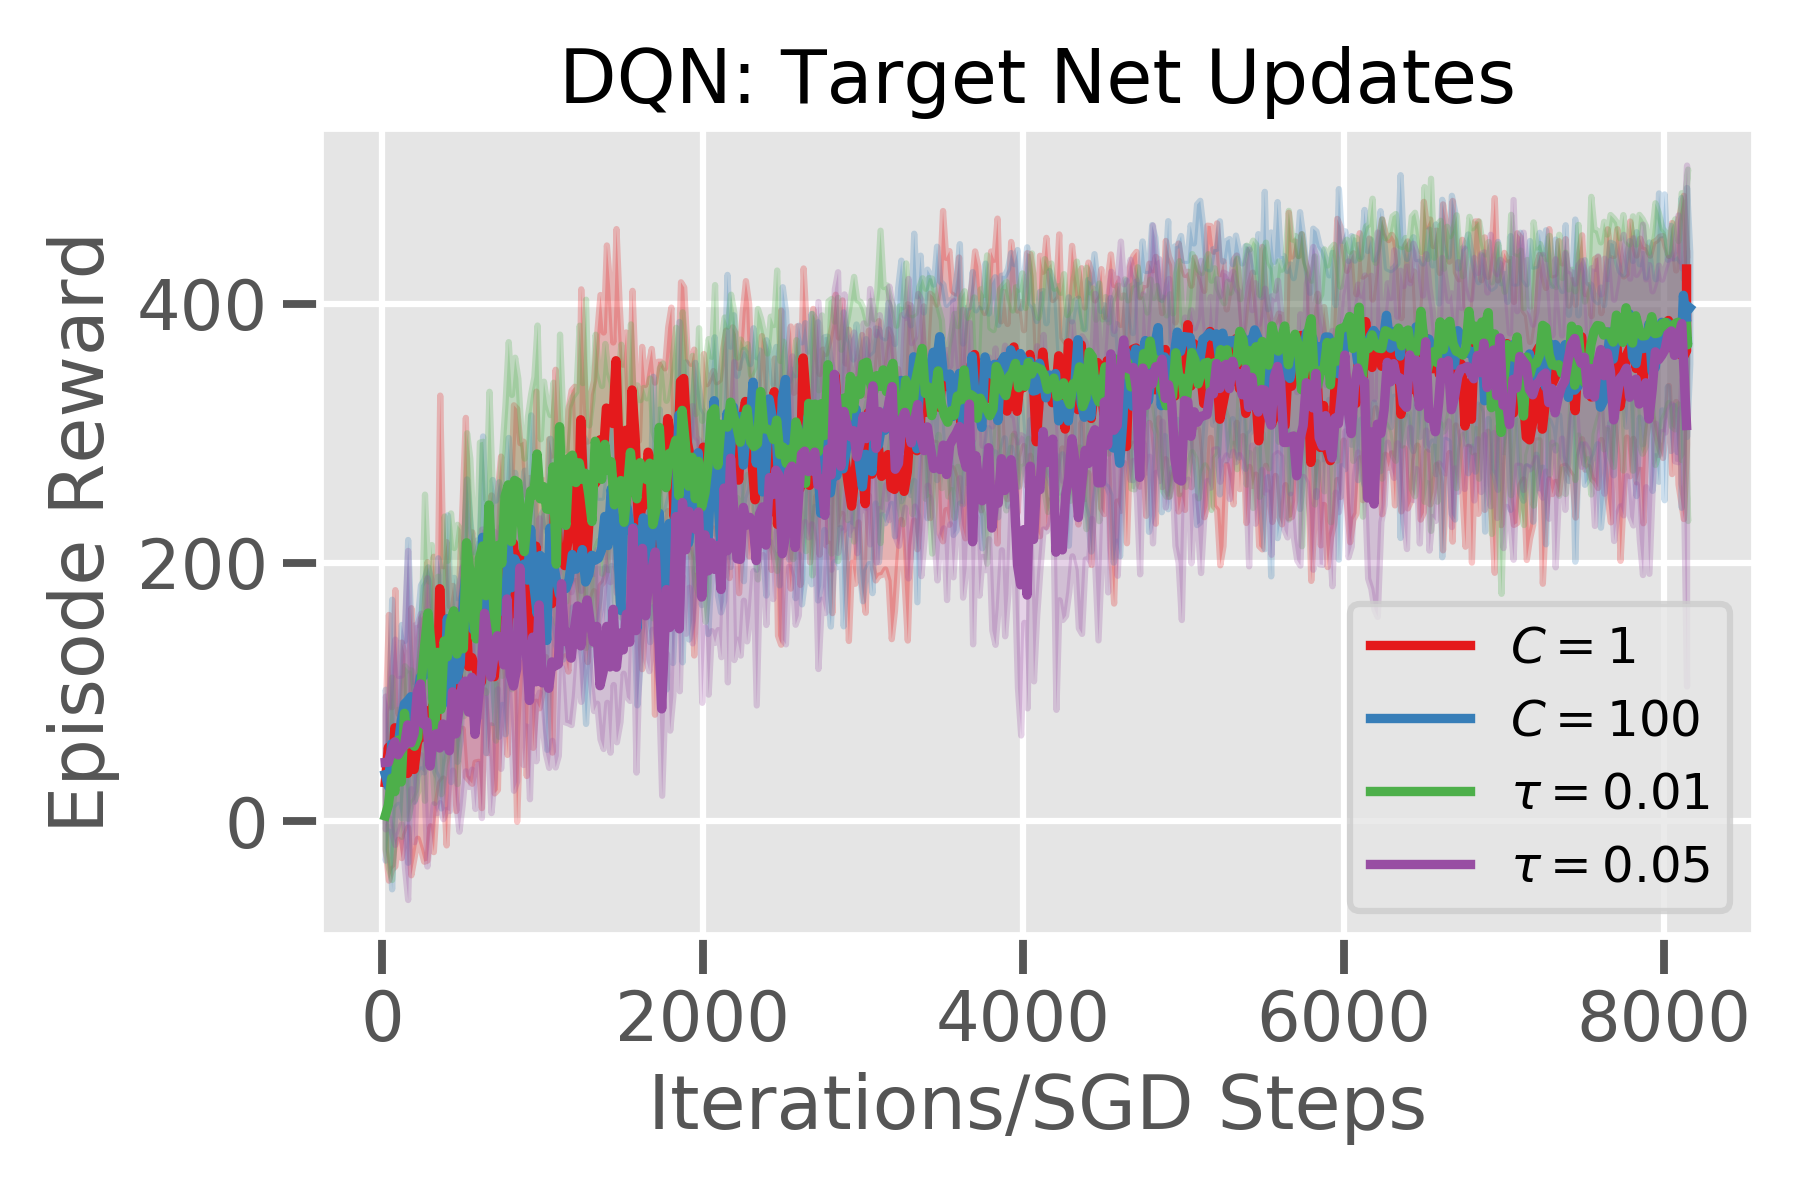 DQN: Target Net Updates
Episode Reward
400
200
0
0 2000 4000 6000 8000
Iterations/SGD Steps
C = 1
C = 100
τ = 0.01
τ = 0.05